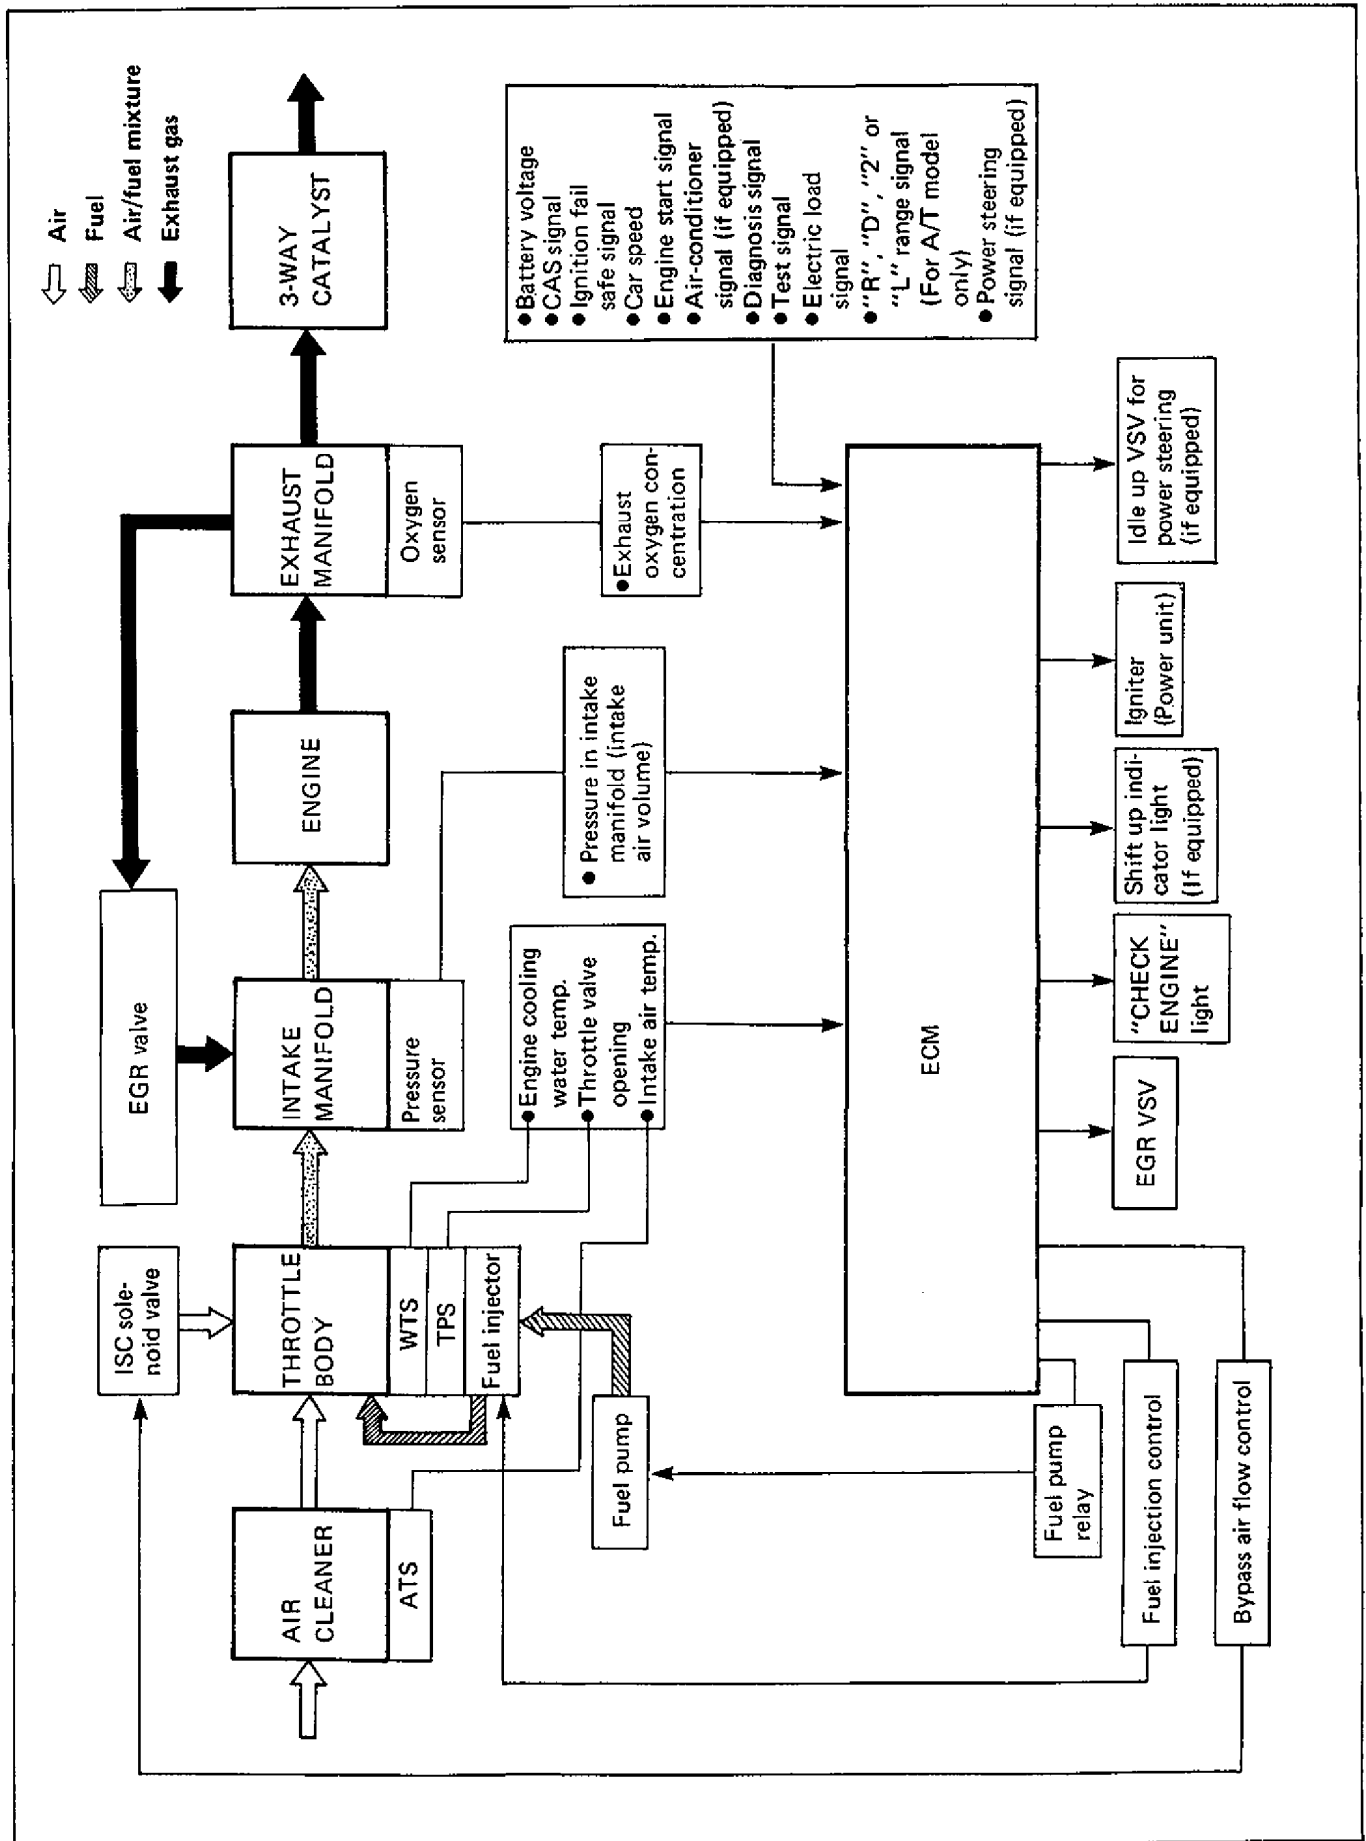 Air
Fuel
Air/fuel mixture
Exhaust gas
ISC sole-
noid valve
EGR valve
AIR
CLEANER
ATS
THROTTLE
BODY
WTS
TPS
Fuel injector
INTAKE
MANIFOLD
Pressure
sensor
ENGINE
EXHAUST
MANIFOLD
Oxygen
sensor
3-WAY
CATALYST
Fuel pump
●Engine cooling
water temp.
●Throttle valve
opening
●Intake air temp.
●Pressure in intake
manifold (intake
air volume)
●Exhaust
oxygen con-
centration
●Battery voltage
●CAS signal
●Ignition fail
safe signal
●Car speed
●Engine start signal
●Air-conditioner
signal (if equipped)
●Diagnosis signal
●Test signal
●Electric load
signal
●"R", "D", "2" or
"L" range signal
(For A/T model
only)
●Power steering
signal (if equipped)
ECM
Fuel pump
relay
Fuel injection control
Bypass air flow control
EGR VSV
"CHECK
ENGINE"
light
Shift up indi-
cator light
(If equipped)
Igniter
(Power unit)
Idle up VSV for
power steering
(if equipped)